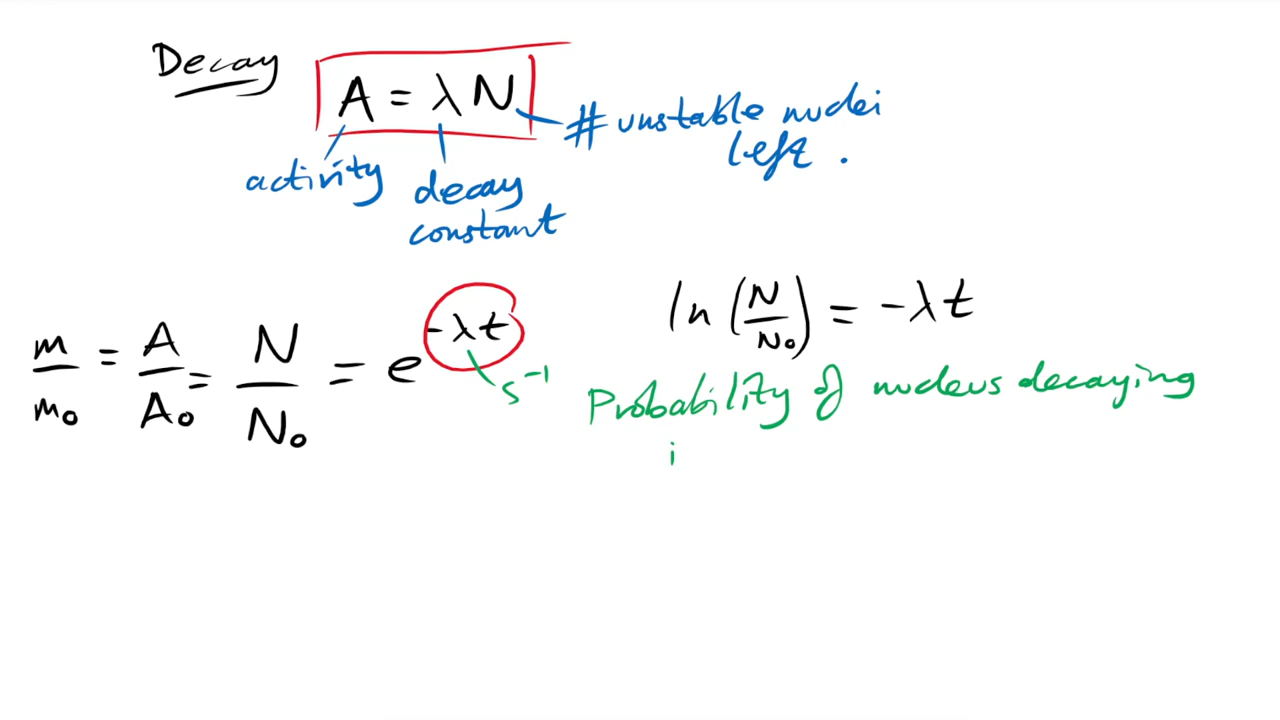 Decay
A = λN
# unstable nuclei
left.
activity
decay
constant
m/m₀ = A/A₀ = N/N₀ = e^(-λt)
s⁻¹
ln(N/N₀) = -λt
Probability of nucleus decaying
i